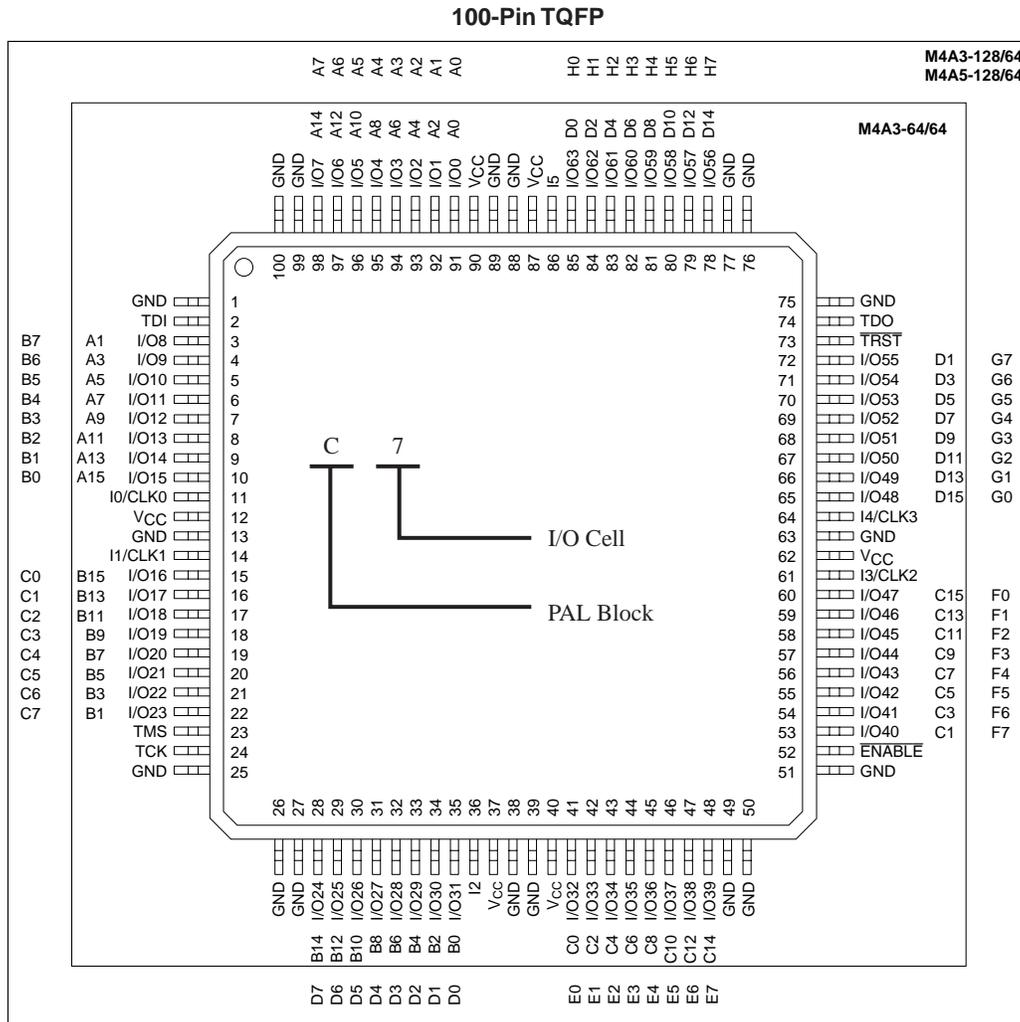 100-Pin TQFP
M4A3-128/64
M4A5-128/64
A7 A6 A5 A4 A3 A2 A1 A0 H0 H1 H2 H3 H4 H5 H6 H7
M4A3-64/64
A14 A12 A10 A8 A6 A4 A2 A0 D0 D2 D4 D6 D8 D10 D12 D14
GND GND I/O7 I/O6 I/O5 I/O4 I/O3 I/O2 I/O1 I/O0 VCC GND GND VCC I5 I/O63 I/O62 I/O61 I/O60 I/O59 I/O58 I/O57 I/O56 GND GND
100 99 98 97 96 95 94 93 92 91 90 89 88 87 86 85 84 83 82 81 80 79 78 77 76
GND 1 75 GND
TDI 2 74 TDO
B7 A1 I/O8 3 73 TRST
B6 A3 I/O9 4 72 I/O55 D1 G7
B5 A5 I/O10 5 71 I/O54 D3 G6
B4 A7 I/O11 6 70 I/O53 D5 G5
B3 A9 I/O12 7 69 I/O52 D7 G4
B2 A11 I/O13 8 68 I/O51 D9 G3
B1 A13 I/O14 9 67 I/O50 D11 G2
B0 A15 I/O15 10 66 I/O49 D13 G1
I0/CLK0 11 65 I/O48 D15 G0
VCC 12 64 I4/CLK3
GND 13 63 GND
I1/CLK1 14 62 VCC
C0 B15 I/O16 15 61 I3/CLK2
C1 B13 I/O17 16 60 I/O47 C15 F0
C2 B11 I/O18 17 59 I/O46 C13 F1
C3 B9 I/O19 18 58 I/O45 C11 F2
C4 B7 I/O20 19 57 I/O44 C9 F3
C5 B5 I/O21 20 56 I/O43 C7 F4
C6 B3 I/O22 21 55 I/O42 C5 F5
C7 B1 I/O23 22 54 I/O41 C3 F6
TMS 23 53 I/O40 C1 F7
TCK 24 52 ENABLE
GND 25 51 GND
C 7
I/O Cell
PAL Block
26 27 28 29 30 31 32 33 34 35 36 37 38 39 40 41 42 43 44 45 46 47 48 49 50
GND GND I/O24 I/O25 I/O26 I/O27 I/O28 I/O29 I/O30 I/O31 I2 VCC GND GND VCC I/O32 I/O33 I/O34 I/O35 I/O36 I/O37 I/O38 I/O39 GND GND
B14 B12 B10 B8 B6 B4 B2 B0 C0 C2 C4 C6 C8 C10 C12 C14
D7 D6 D5 D4 D3 D2 D1 D0 E0 E1 E2 E3 E4 E5 E6 E7